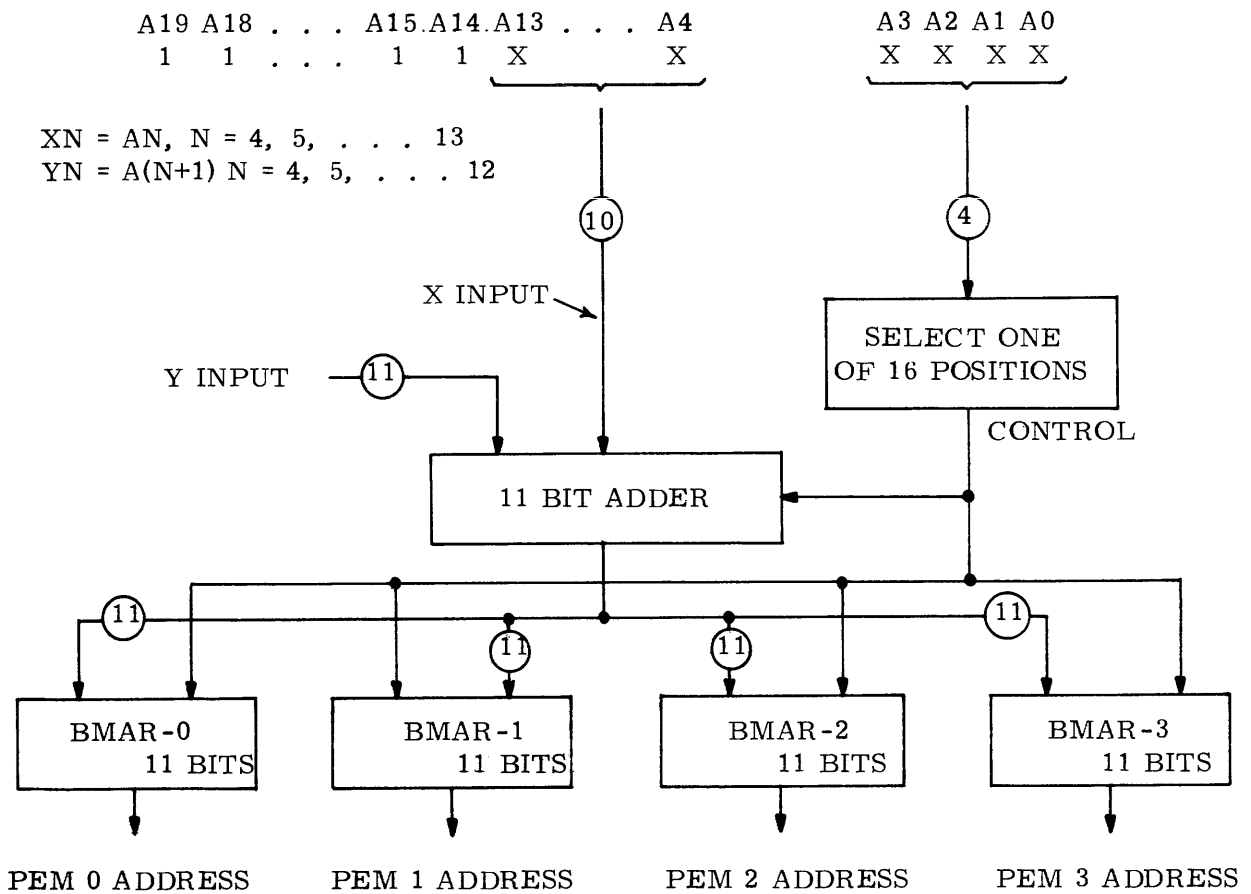 A19 A18 . . . A15.A14.A13 . . . A4 A3 A2 A1 A0
1 1 . . . 1 1 X X X X X X
XN = AN, N = 4, 5, . . . 13
YN = A(N+1) N = 4, 5, . . . 12
10
4
X INPUT
SELECT ONE
OF 16 POSITIONS
Y INPUT
11
CONTROL
11 BIT ADDER
11
11
11
11
BMAR-0
11 BITS
BMAR-1
11 BITS
BMAR-2
11 BITS
BMAR-3
11 BITS
PEM 0 ADDRESS
PEM 1 ADDRESS
PEM 2 ADDRESS
PEM 3 ADDRESS